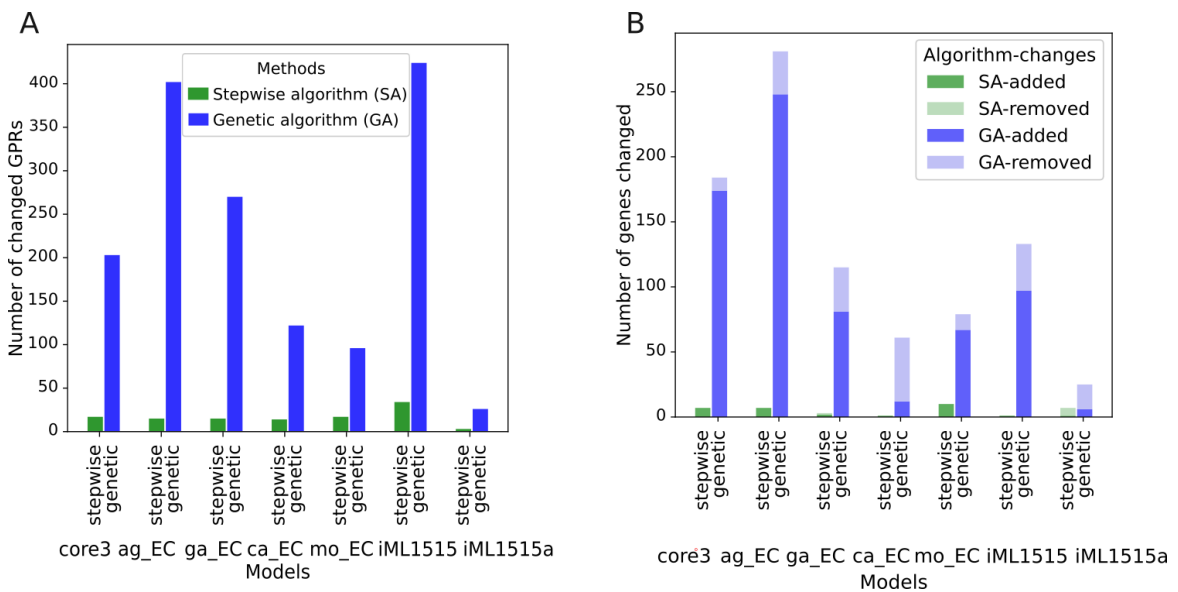 A
Number of changed GPRs
400
350
300
250
200
150
100
50
0
Methods
Stepwise algorithm (SA)
Genetic algorithm (GA)
stepwise
genetic
stepwise
genetic
stepwise
genetic
stepwise
genetic
stepwise
genetic
stepwise
genetic
stepwise
genetic
core3 ag_EC ga_EC ca_EC mo_EC iML1515 iML1515a
Models
B
Number of genes changed
250
200
150
100
50
0
Algorithm-changes
SA-added
SA-removed
GA-added
GA-removed
stepwise
genetic
stepwise
genetic
stepwise
genetic
stepwise
genetic
stepwise
genetic
stepwise
genetic
stepwise
genetic
core3 ag_EC ga_EC ca_EC mo_EC iML1515 iML1515a
Models